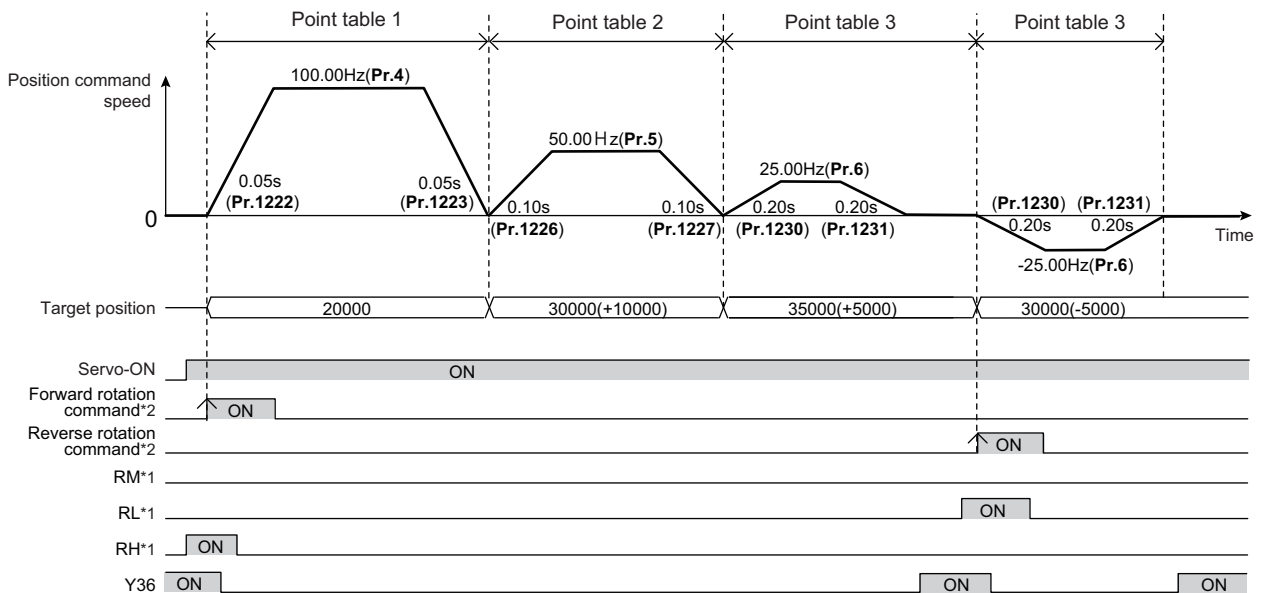 Point table 1
Point table 2
Point table 3
Point table 3
Position command
speed
100.00Hz(Pr.4)
50.00Hz(Pr.5)
25.00Hz(Pr.6)
0.05s
(Pr.1222)
0.05s
(Pr.1223)
0.10s
(Pr.1226)
0.10s
(Pr.1227)
0.20s
(Pr.1230)
0.20s
(Pr.1231)
(Pr.1230)
0.20s
(Pr.1231)
0.20s
-25.00Hz(Pr.6)
0
Time
Target position
20000
30000(+10000)
35000(+5000)
30000(-5000)
Servo-ON
ON
Forward rotation
command*2
ON
Reverse rotation
command*2
ON
RM*1
RL*1
ON
RH*1
ON
Y36
ON
ON
ON